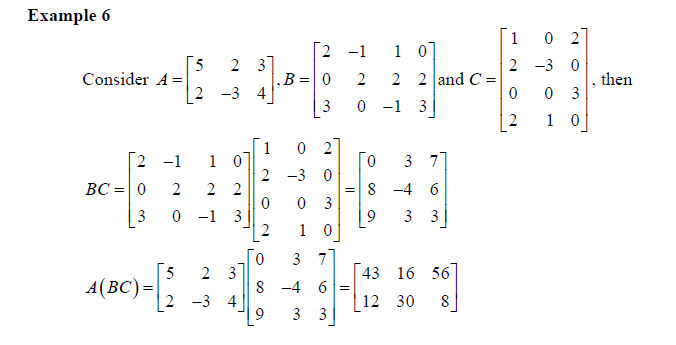 Example 6
Consider A = [5 2 3; 2 −3 4], B = [2 −1 1 0; 0 2 2 2; 3 0 −1 3] and C = [1 0 2; 2 −3 0; 0 0 3; 2 1 0], then
BC = [2 −1 1 0; 0 2 2 2; 3 0 −1 3] [1 0 2; 2 −3 0; 0 0 3; 2 1 0] = [0 3 7; 8 −4 6; 9 3 3]
A(BC) = [5 2 3; 2 −3 4] [0 3 7; 8 −4 6; 9 3 3] = [43 16 56; 12 30 8]